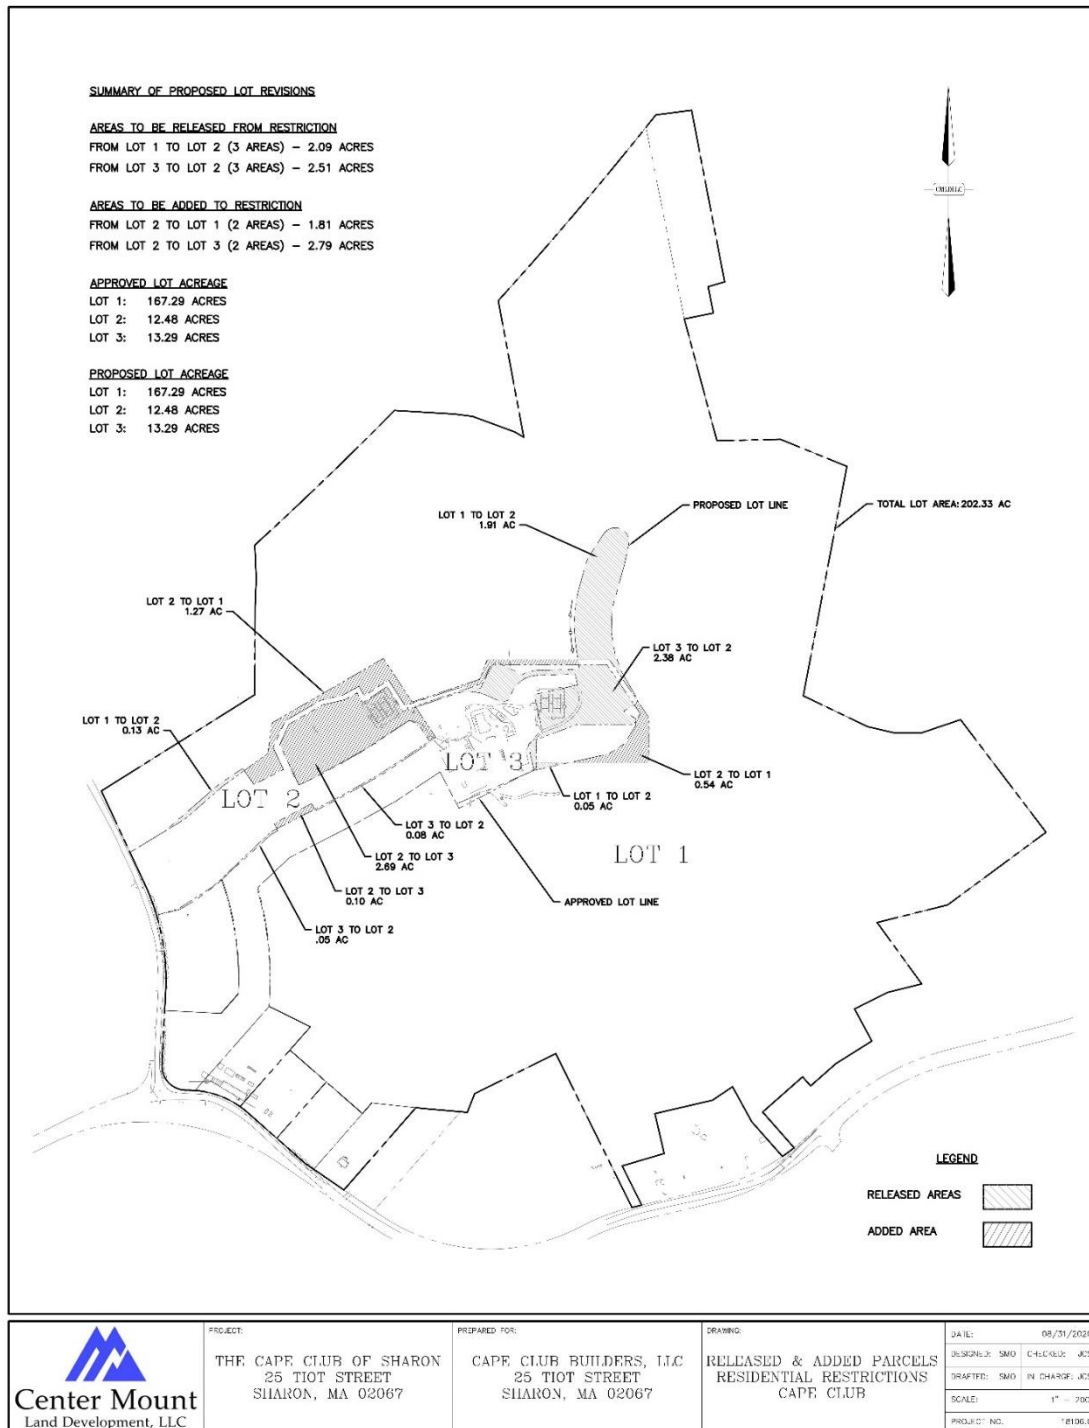 SUMMARY OF PROPOSED LOT REVISIONS
AREAS TO BE RELEASED FROM RESTRICTION
FROM LOT 1 TO LOT 2 (3 AREAS) – 2.09 ACRES
FROM LOT 3 TO LOT 2 (3 AREAS) – 2.51 ACRES
AREAS TO BE ADDED TO RESTRICTION
FROM LOT 2 TO LOT 1 (2 AREAS) – 1.81 ACRES
FROM LOT 2 TO LOT 3 (2 AREAS) – 2.79 ACRES
APPROVED LOT ACREAGE
LOT 1: 167.29 ACRES
LOT 2: 12.48 ACRES
LOT 3: 13.29 ACRES
PROPOSED LOT ACREAGE
LOT 1: 167.29 ACRES
LOT 2: 12.48 ACRES
LOT 3: 13.29 ACRES
LOT 1 TO LOT 2
1.91 AC
PROPOSED LOT LINE
TOTAL LOT AREA: 202.33 AC
LOT 2 TO LOT 1
1.27 AC
LOT 3 TO LOT 2
2.38 AC
LOT 1 TO LOT 2
0.13 AC
LOT 3
LOT 2 TO LOT 1
0.54 AC
LOT 2
LOT 1 TO LOT 2
0.05 AC
LOT 3 TO LOT 2
0.08 AC
LOT 1
LOT 2 TO LOT 3
2.69 AC
LOT 2 TO LOT 3
0.10 AC
APPROVED LOT LINE
LOT 3 TO LOT 2
.05 AC
LEGEND
RELEASED AREAS
ADDED AREA
Center Mount
Land Development, LLC
PROJECT:
THE CAPE CLUB OF SHARON
25 TIOT STREET
SHARON, MA 02067
PREPARED FOR:
CAPE CLUB BUILDERS, LLC
25 TIOT STREET
SHARON, MA 02067
DRAWING:
RELEASED & ADDED PARCELS
RESIDENTIAL RESTRICTIONS
CAPE CLUB
DATE: 08/31/202
DESIGNED: SMO CHECKED:
DRAFTED: SMO IN CHARGE:
SCALE: 1" = 200
PROJECT NO. 18106.